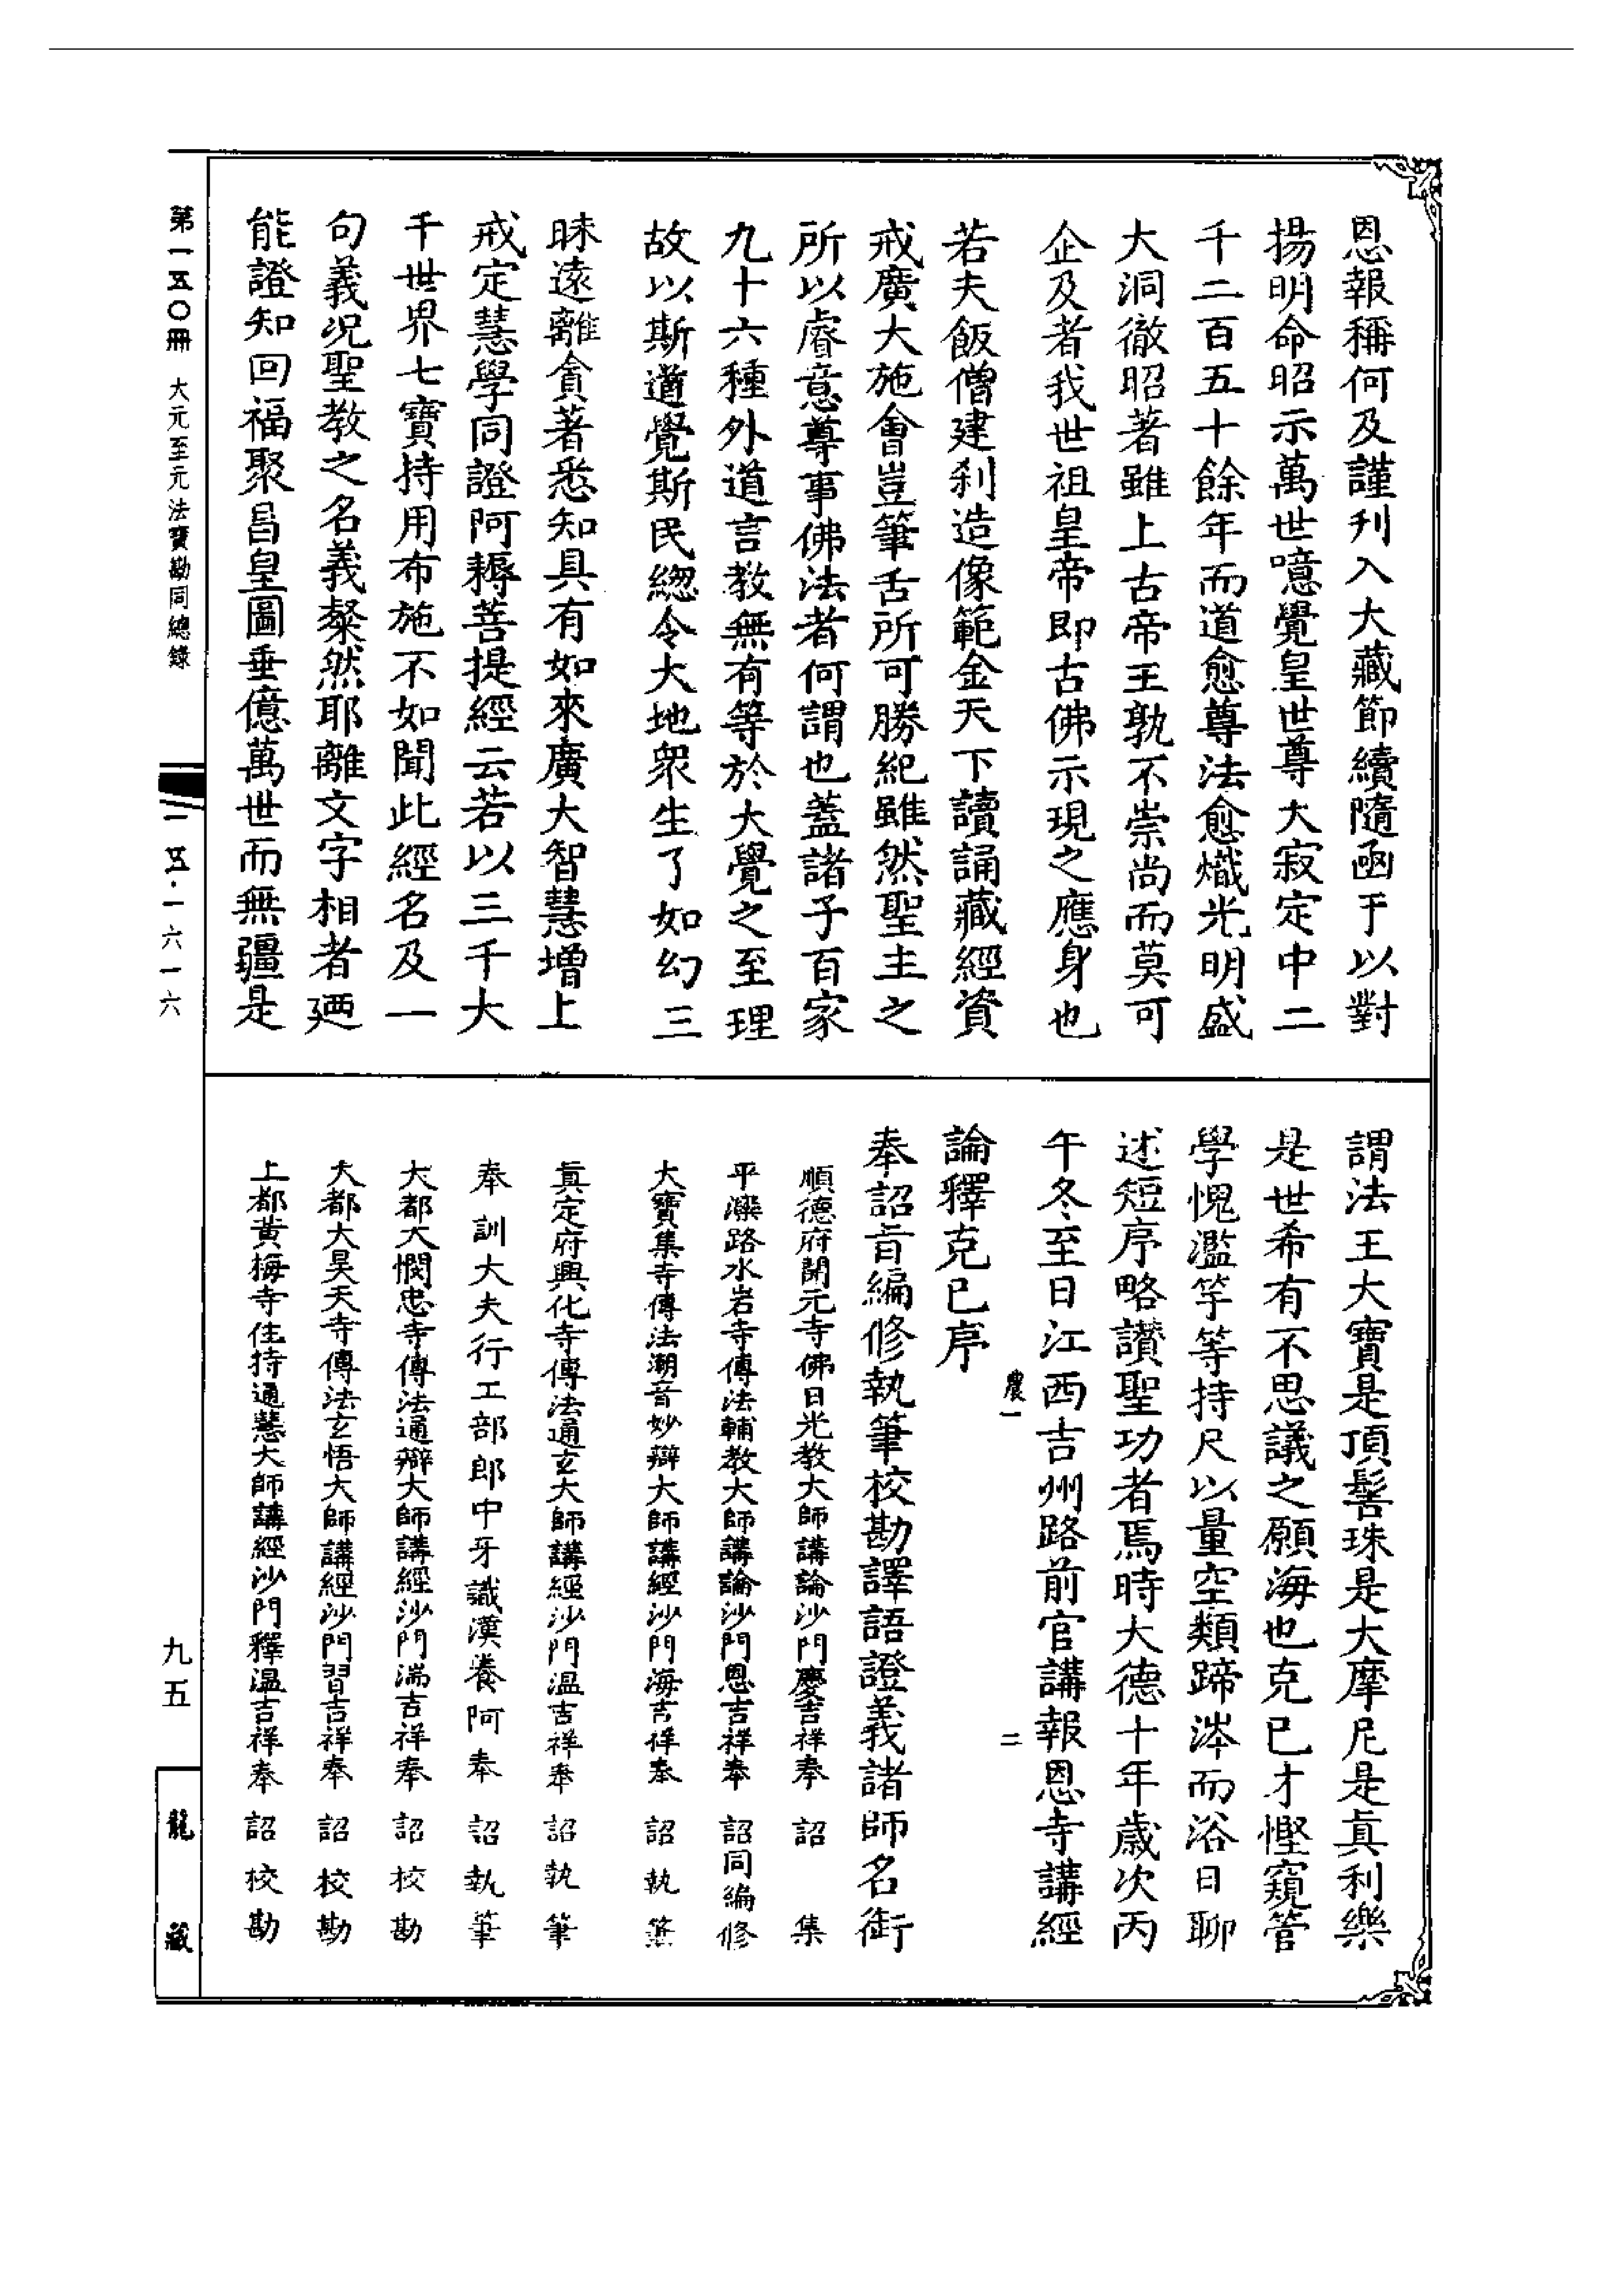 恩報稱何及謹刋入大藏節續隨函于以對
揚明命昭示萬世噫覺皇世尊大寂定中二
千二百五十餘年而道愈尊法愈熾光明盛
大洞徹昭著雖上古帝王孰不崇尚而莫可
企及者我世祖皇帝即古佛示現之應身也
若夫飯僧建刹造像範金天下讀誦藏經資
戒廣大施會豈筆舌所可勝紀雖然聖主之
所以睿意尊事佛法者何謂也蓋諸子百家
九十六種外道言教無有等於大覺之至理
故以斯道覺斯民緫令大地衆生了如幻三
昧遠離貪著悉知具有如來廣大智慧增上
戒定慧學同證阿耨菩提經云若以三千大
千世界七寶持用布施不如聞此經名及一
句義況聖教之名義粲然耶離文字相者廼
能證知回福聚昌皇圖垂億萬世而無疆是
謂法王大寶是頂髻珠是大摩尼是真利樂
是世希有不思議之願海也克己才慳窺管
學愧濫竽等持尺以量空類蹄涔而浴日聊
述短序略讚聖功者焉時大德十年歲次丙
午冬至日江西吉州路前官講報恩寺講經
農一 二
論釋克己序
奉詔旨編修執筆校勘譯語證義諸師名銜
順德府開元寺佛日光教大師講論沙門慶吉祥奉 詔 集
平灤路水岩寺傳法輔教大師講論沙門恩吉祥奉 詔同編修
大寶集寺傳法潮音妙辯大師講經沙門海吉祥奉 詔執筆
真定府興化寺傳法通玄大師講經沙門溫吉祥奉 詔執筆
奉訓大夫行工部郎中牙識漢養阿奉 詔執筆
大都大憫忠寺傳法通辯大師講經沙門湍吉祥奉 詔校勘
大都大昊天寺傳法玄悟大師講經沙門習吉祥奉 詔校勘
上都黄梅寺住持通慧大師講經沙門釋溫吉祥奉 詔校勘
第一五〇冊 大元至元法寶勘同總錄
一五·一六一六
九五
龍藏